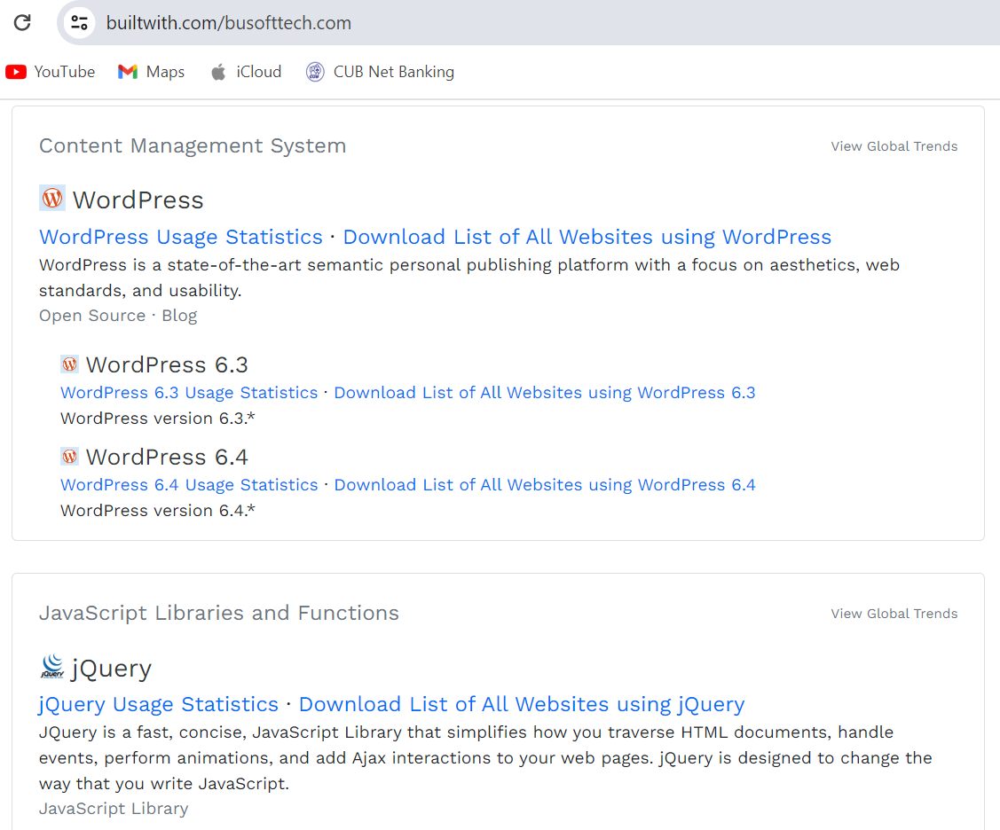 builtwith.com/busofttech.com
YouTube Maps iCloud CUB Net Banking
Content Management System View Global Trends
WordPress
WordPress Usage Statistics · Download List of All Websites using WordPress
WordPress is a state-of-the-art semantic personal publishing platform with a focus on aesthetics, web
standards, and usability.
Open Source · Blog
WordPress 6.3
WordPress 6.3 Usage Statistics · Download List of All Websites using WordPress 6.3
WordPress version 6.3.*
WordPress 6.4
WordPress 6.4 Usage Statistics · Download List of All Websites using WordPress 6.4
WordPress version 6.4.*
JavaScript Libraries and Functions View Global Trends
jQuery
jQuery Usage Statistics · Download List of All Websites using jQuery
JQuery is a fast, concise, JavaScript Library that simplifies how you traverse HTML documents, handle
events, perform animations, and add Ajax interactions to your web pages. jQuery is designed to change the
way that you write JavaScript.
JavaScript Library